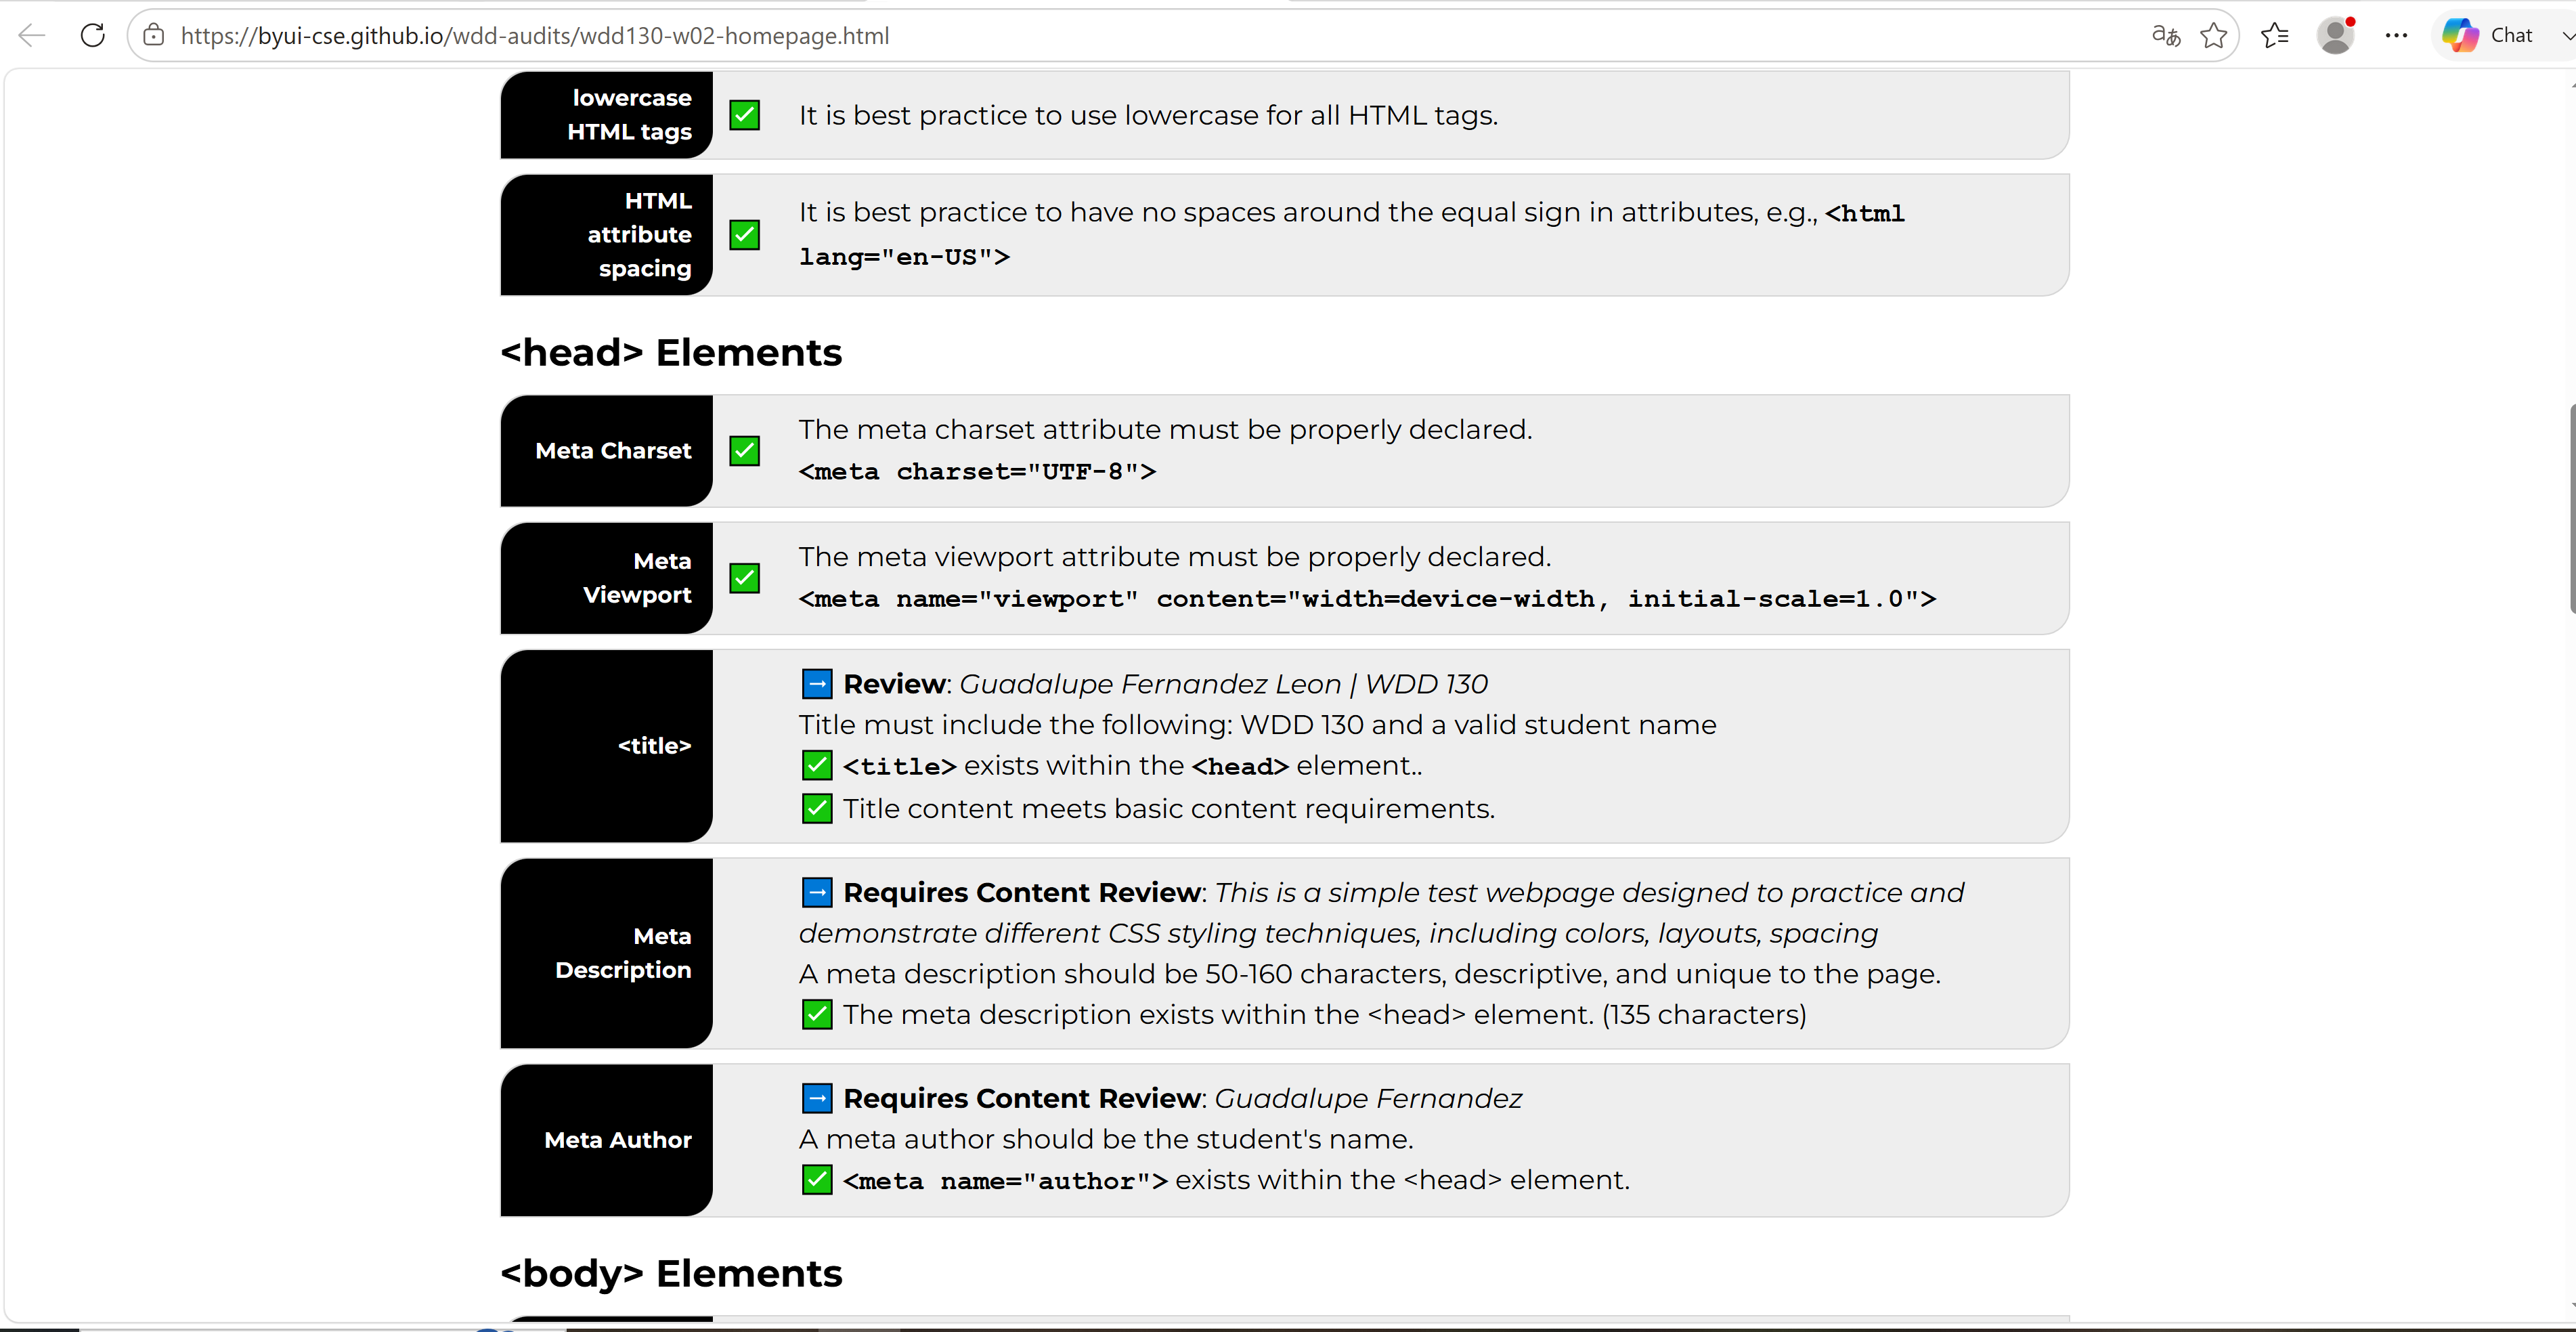 https://byui-cse.github.io/wdd-audits/wdd130-w02-homepage.html
Chat
lowercase
HTML tags
It is best practice to use lowercase for all HTML tags.
HTML
attribute
spacing
It is best practice to have no spaces around the equal sign in attributes, e.g., <html
lang="en-US">
<head> Elements
Meta Charset
The meta charset attribute must be properly declared.
<meta charset="UTF-8">
Meta
Viewport
The meta viewport attribute must be properly declared.
<meta name="viewport" content="width=device-width, initial-scale=1.0">
<title>
Review: Guadalupe Fernandez Leon | WDD 130
Title must include the following: WDD 130 and a valid student name
<title> exists within the <head> element..
Title content meets basic content requirements.
Meta
Description
Requires Content Review: This is a simple test webpage designed to practice and
demonstrate different CSS styling techniques, including colors, layouts, spacing
A meta description should be 50-160 characters, descriptive, and unique to the page.
The meta description exists within the <head> element. (135 characters)
Meta Author
Requires Content Review: Guadalupe Fernandez
A meta author should be the student's name.
<meta name="author"> exists within the <head> element.
<body> Elements